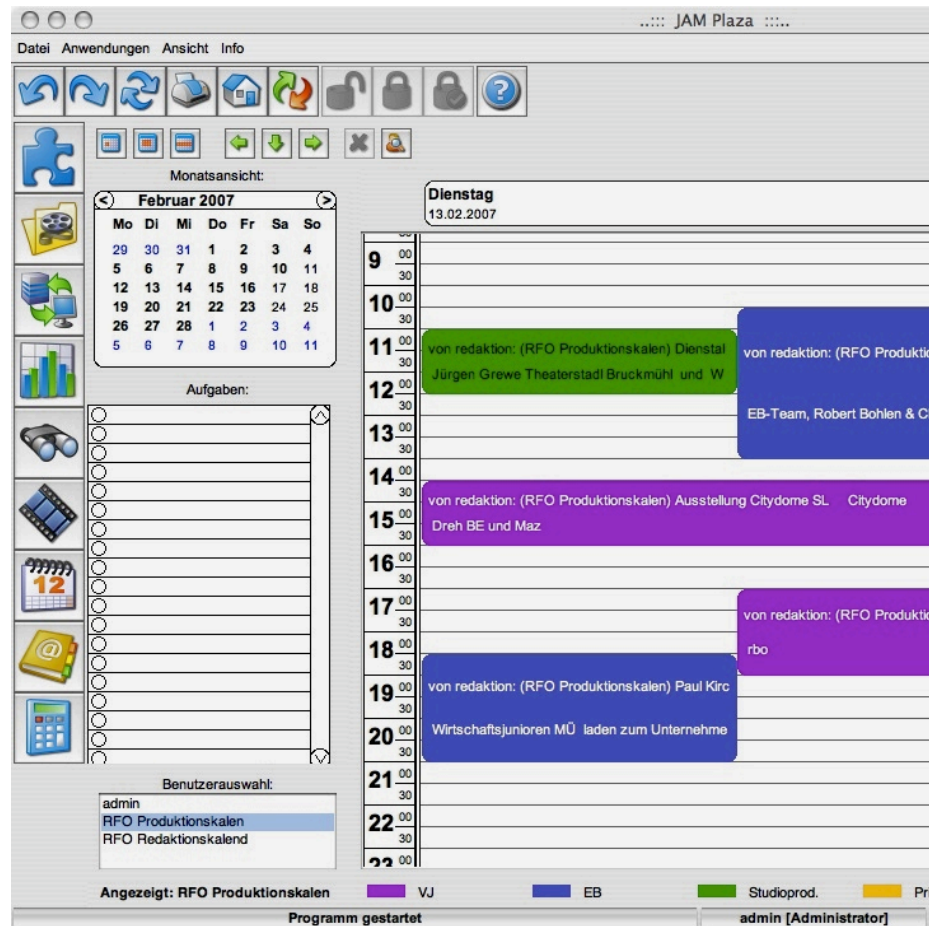 ..::: JAM Plaza :::..
Datei Anwendungen Ansicht Info
Monatsansicht:
< Februar 2007 >
Mo Di Mi Do Fr Sa So
29 30 31 1 2 3 4
5 6 7 8 9 10 11
12 13 14 15 16 17 18
19 20 21 22 23 24 25
26 27 28 1 2 3 4
5 6 7 8 9 10 11
12
@
Aufgaben:
Benutzerauswahl:
admin
RFO Produktionskalen
RFO Redaktionskalend
Dienstag
13.02.2007
9 00
30
10 00
30
11 00
30
12 00
30
13 00
30
14 00
30
15 00
30
16 00
30
17 00
30
18 00
30
19 00
30
20 00
30
21 00
30
22 00
30
23 00
von redaktion: (RFO Produktionskalen) Dienstal
Jürgen Grewe Theaterstadl Bruckmühl und W
von redaktion: (RFO Produktio
EB-Team, Robert Bohlen & C
von redaktion: (RFO Produktionskalen) Ausstellung Citydome SL Citydome
Dreh BE und Maz
von redaktion: (RFO Produktio
rbo
von redaktion: (RFO Produktionskalen) Paul Kirc
Wirtschaftsjunioren MÜ laden zum Unternehme
Angezeigt: RFO Produktionskalen VJ EB Studioprod. Pr
Programm gestartet admin [Administrator]